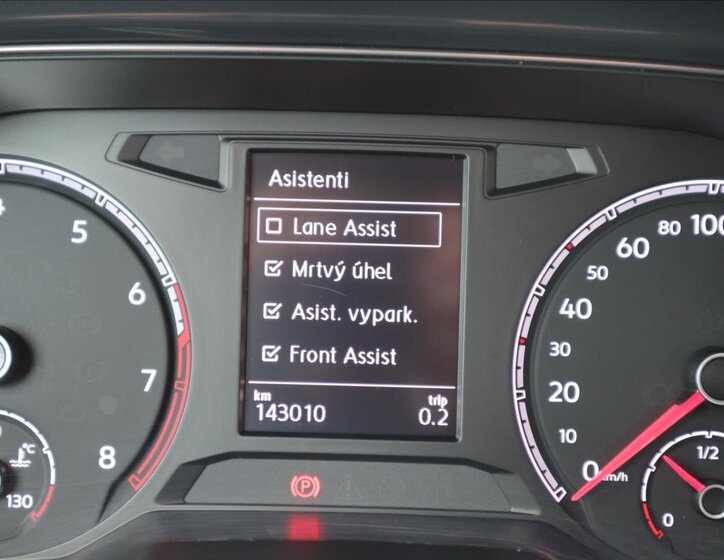 Asistenti
Lane Assist
Mrtvý úhel
Asist. vypark.
Front Assist
km trip
143010 0.2
5
6
7
8
°C
130
100
80
60
50
40
30
20
10
0 km/h
1/2
0
(P)